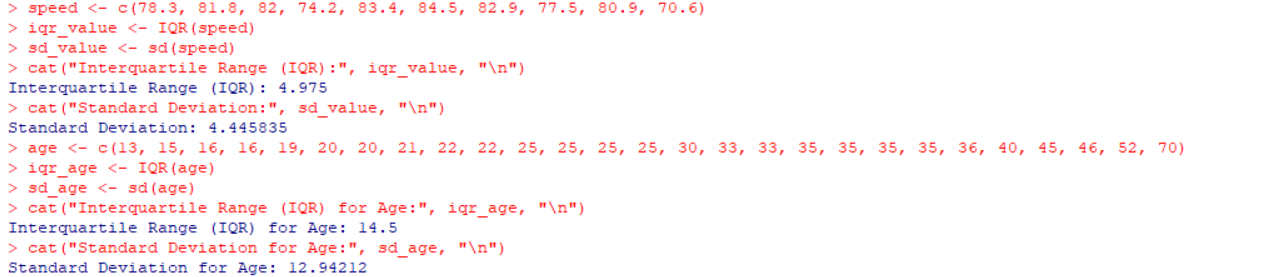 > speed <- c(78.3, 81.8, 82, 74.2, 83.4, 84.5, 82.9, 77.5, 80.9, 70.6)
> iqr_value <- IQR(speed)
> sd_value <- sd(speed)
> cat("Interquartile Range (IQR):", iqr_value, "\n")
Interquartile Range (IQR): 4.975
> cat("Standard Deviation:", sd_value, "\n")
Standard Deviation: 4.445835
> age <- c(13, 15, 16, 16, 19, 20, 20, 21, 22, 22, 25, 25, 25, 25, 30, 33, 33, 35, 35, 35, 35, 36, 40, 45, 46, 52, 70)
> iqr_age <- IQR(age)
> sd_age <- sd(age)
> cat("Interquartile Range (IQR) for Age:", iqr_age, "\n")
Interquartile Range (IQR) for Age: 14.5
> cat("Standard Deviation for Age:", sd_age, "\n")
Standard Deviation for Age: 12.94212